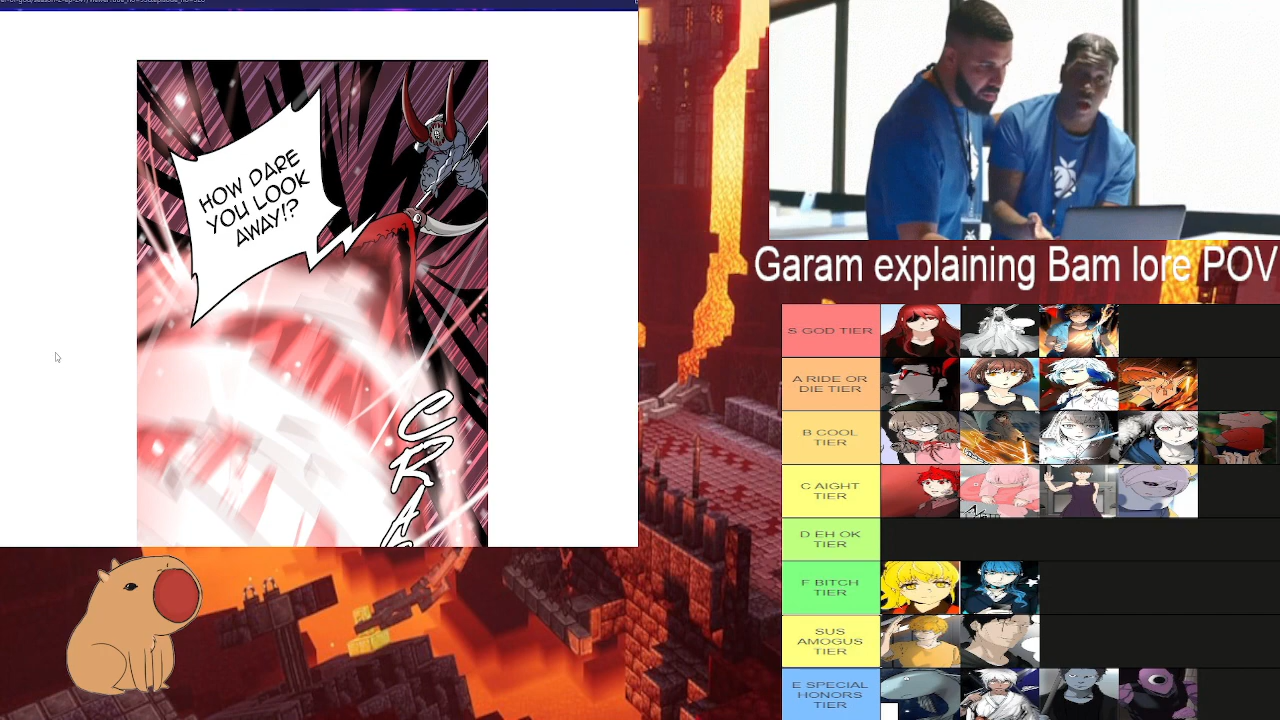 HOW DARE
YOU LOOK
AWAY!?
CRA
Garam explaining Bam lore POV
S GOD TIER
A RIDE OR
DIE TIER
B COOL
TIER
C AIGHT
TIER
D EH OK
TIER
F BITCH
TIER
SUS
AMOGUS
TIER
E SPECIAL
HONORS
TIER